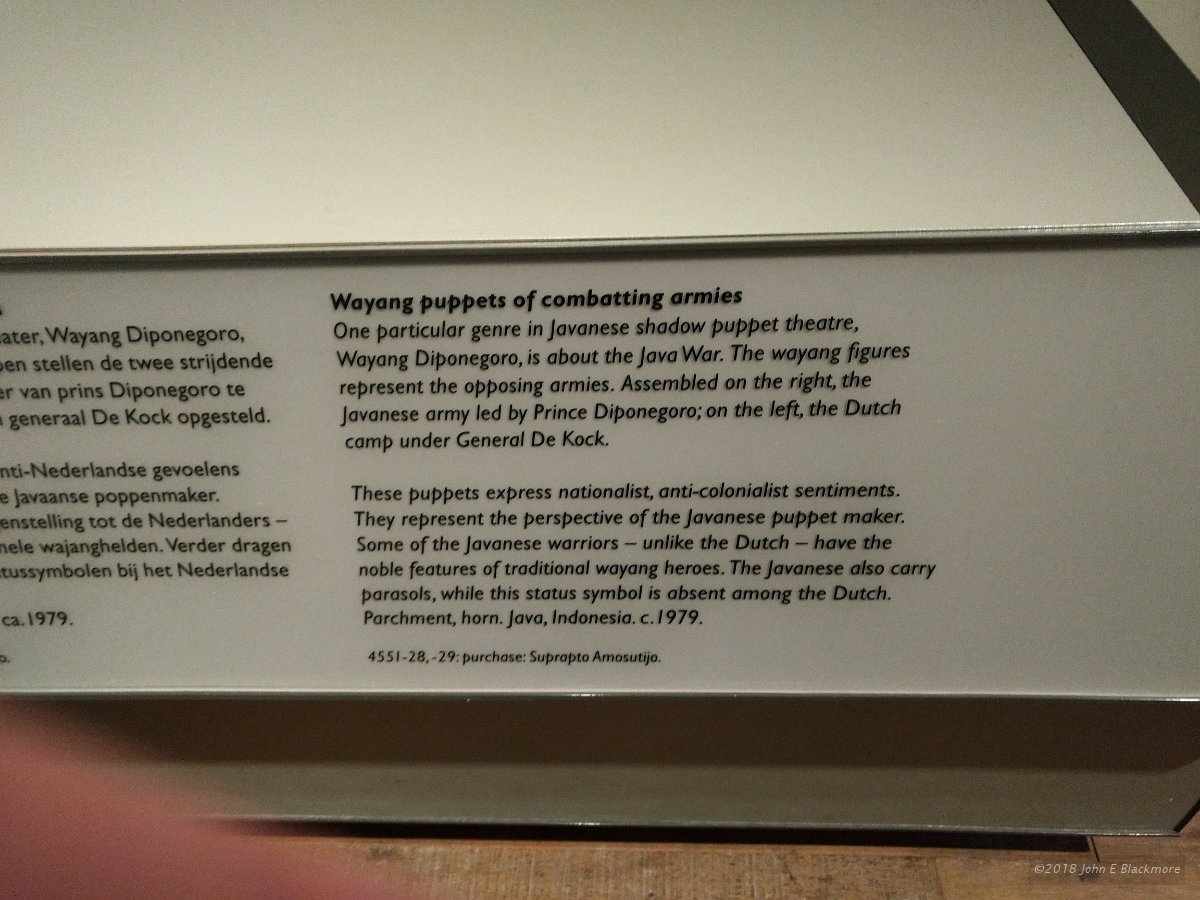 ater, Wayang Diponegoro,
en stellen de twee strijdende
er van prins Diponegoro te
generaal De Kock opgesteld.
nti-Nederlandse gevoelens
e Javaanse poppenmaker.
enstelling tot de Nederlanders –
nele wajanghelden. Verder dragen
tussymbolen bij het Nederlandse
ca. 1979.
Wayang puppets of combatting armies
One particular genre in Javanese shadow puppet theatre,
Wayang Diponegoro, is about the Java War. The wayang figures
represent the opposing armies. Assembled on the right, the
Javanese army led by Prince Diponegoro; on the left, the Dutch
camp under General De Kock.
These puppets express nationalist, anti-colonialist sentiments.
They represent the perspective of the Javanese puppet maker.
Some of the Javanese warriors – unlike the Dutch – have the
noble features of traditional wayang heroes. The Javanese also carry
parasols, while this status symbol is absent among the Dutch.
Parchment, horn. Java, Indonesia. c.1979.
4551-28, -29: purchase: Suprapto Amosutijo.
©2018 John E Blackmore